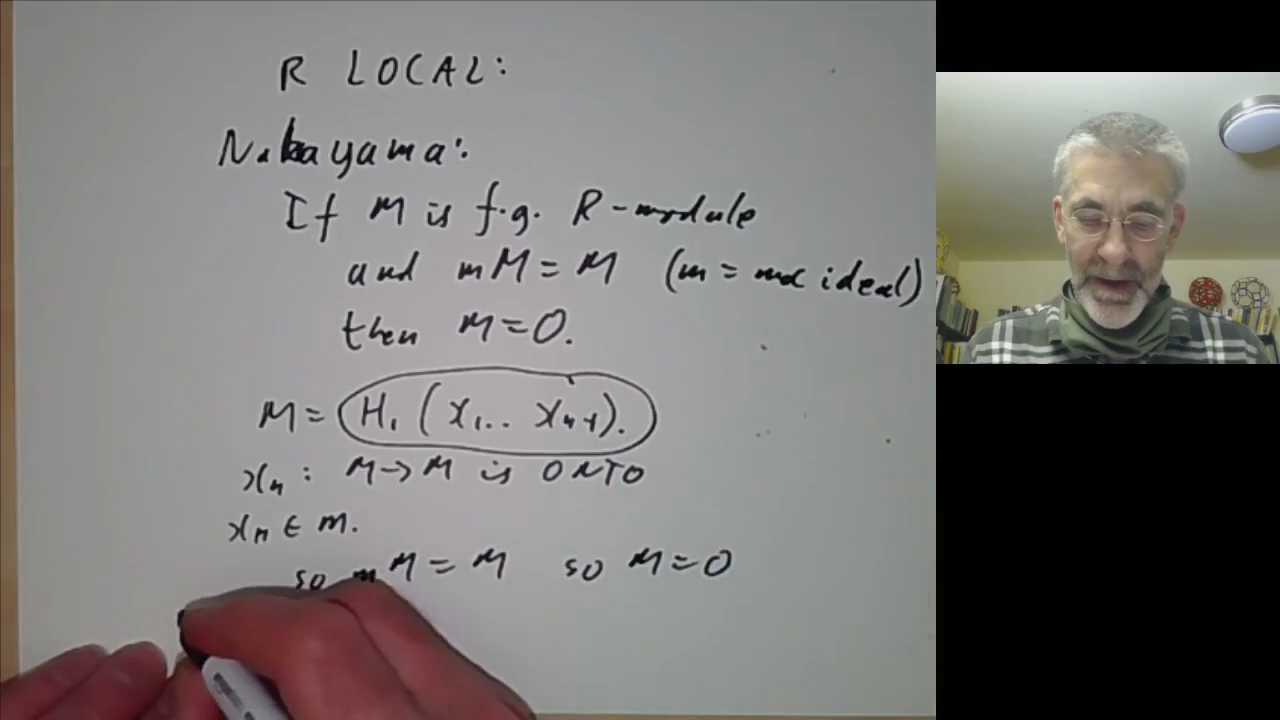 R LOCAL:
Nakayama:
If M is f.g. R-module
and mM = M (m = max ideal)
then M = 0.
M = H₁ (x₁.. xₙ₋₁).
xₙ : M → M is ONTO
xₙ ∈ m.
so mM = M so M = 0